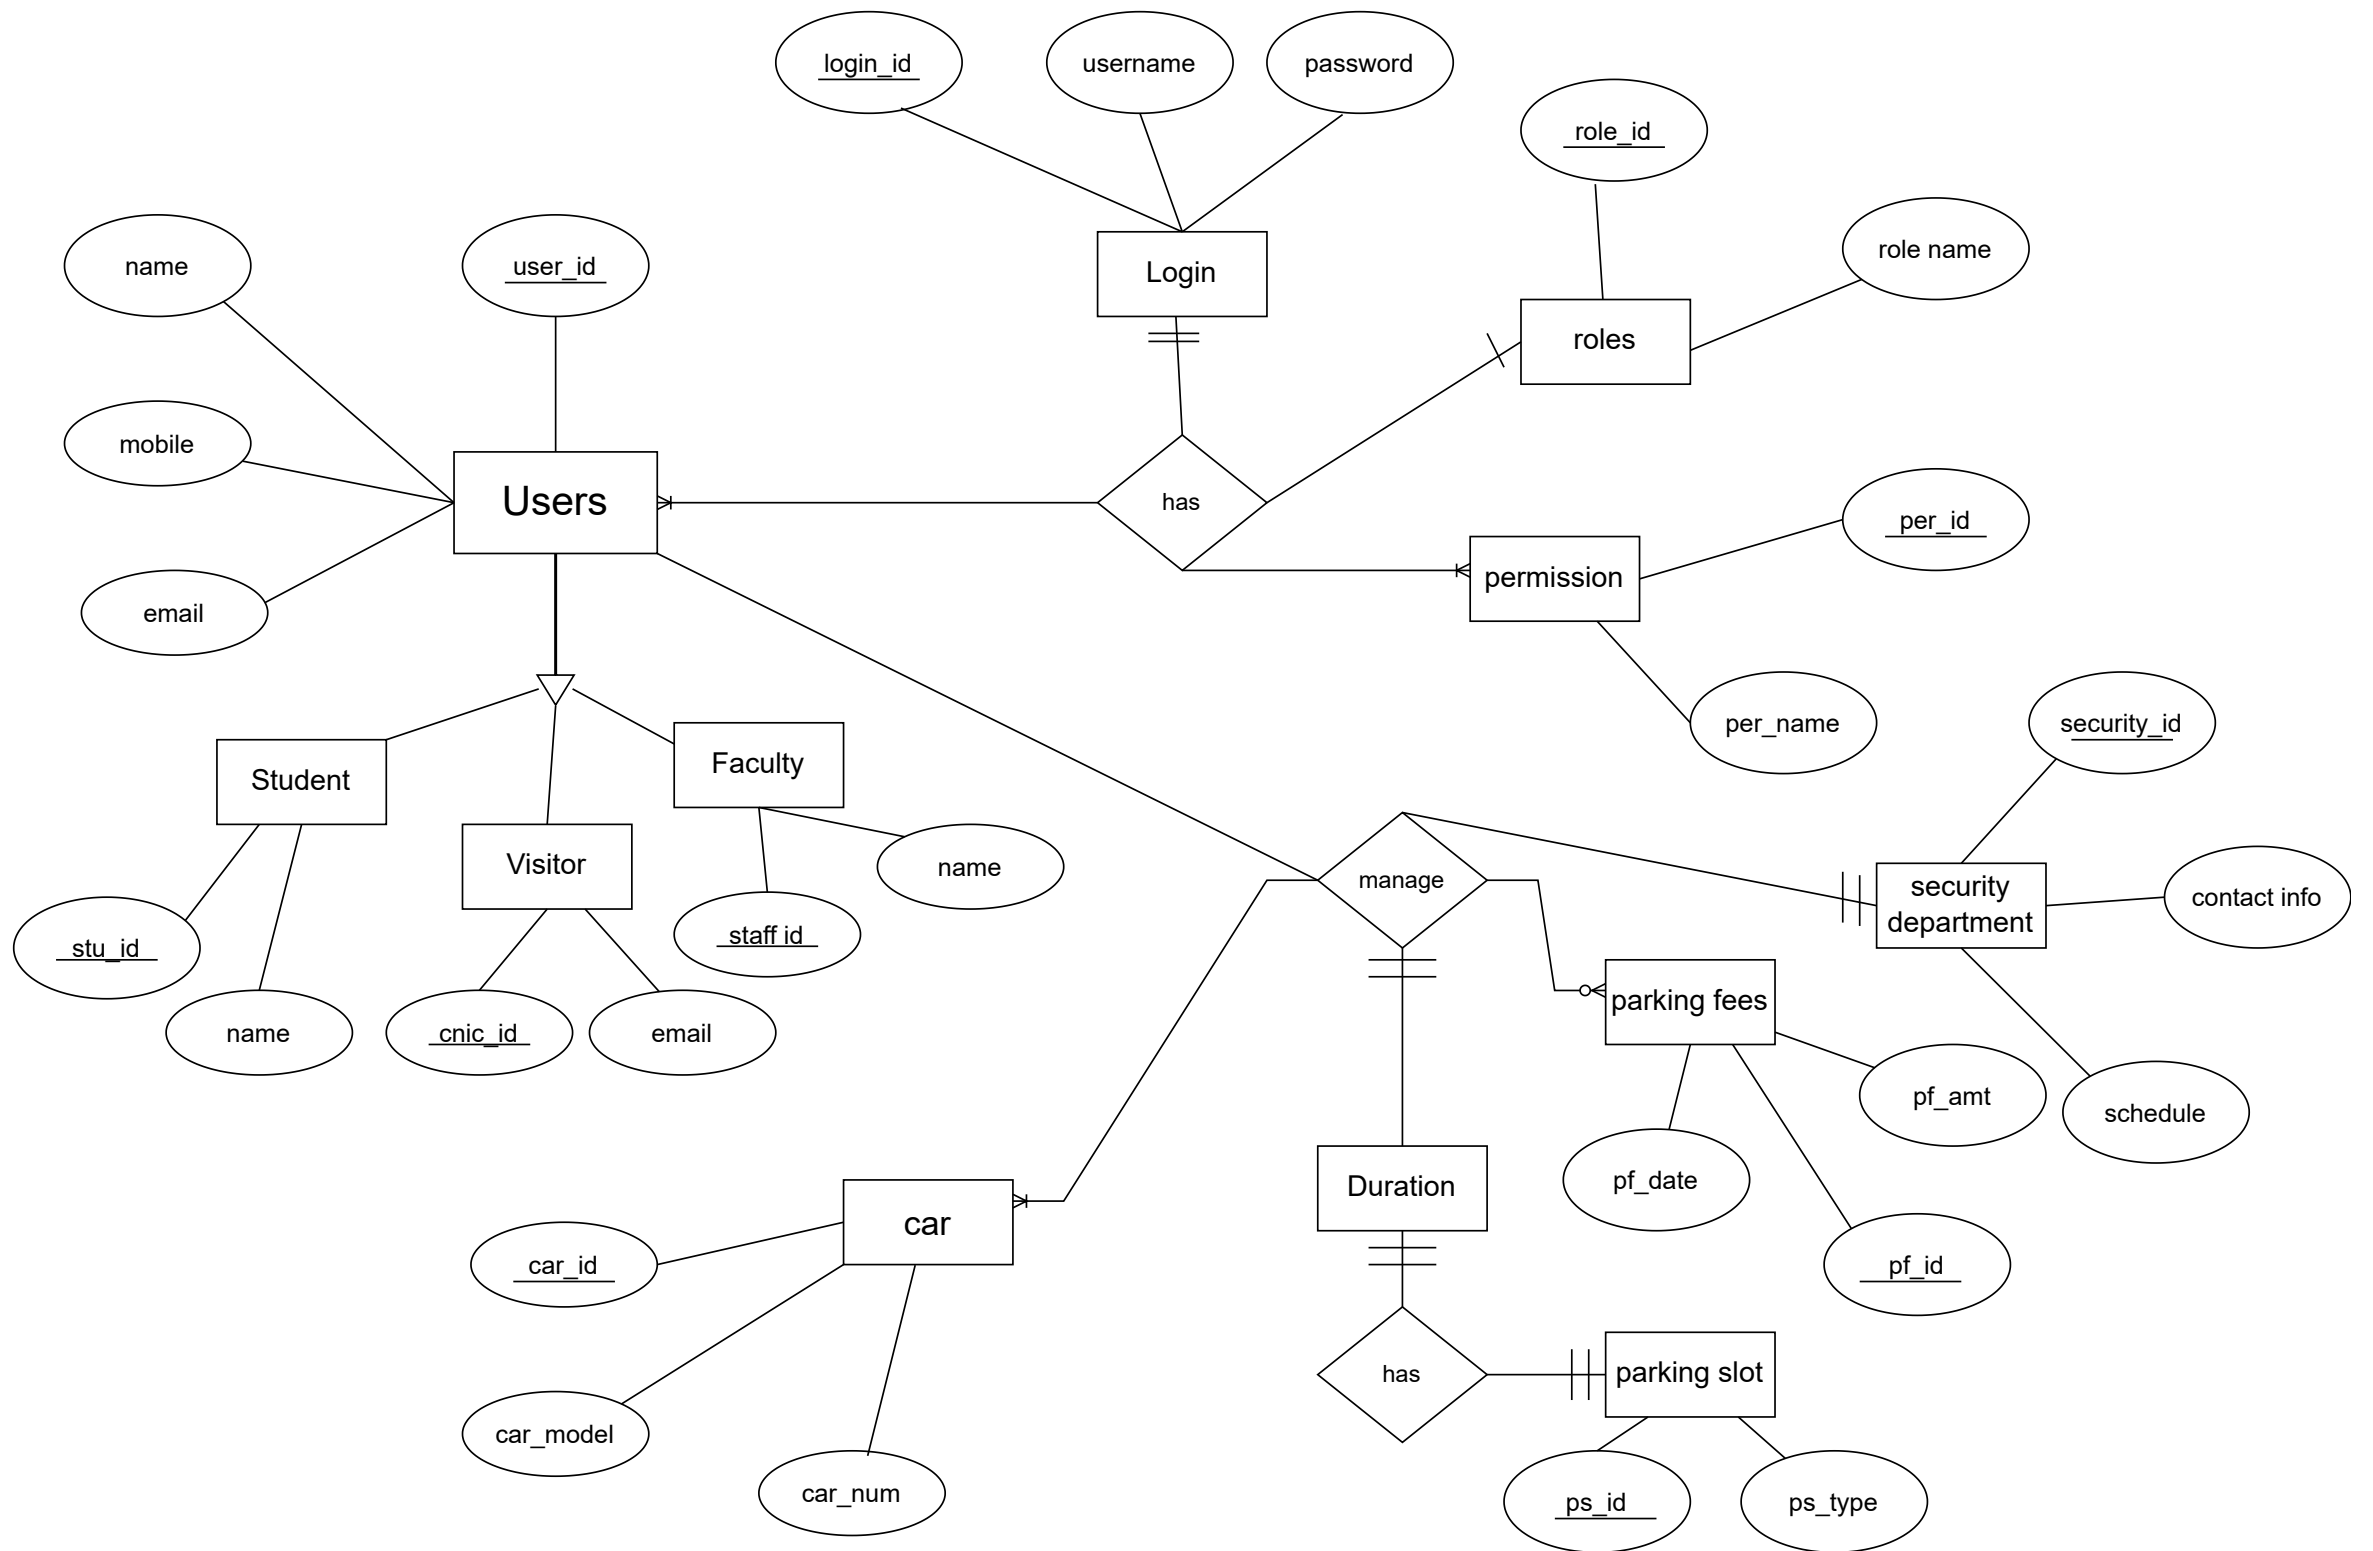 login_id
username
password
role_id
role name
name
user_id
Login
roles
mobile
Users
has
per_id
permission
email
per_name
security_id
Student
Faculty
Visitor
name
manage
security
department
contact info
stu_id
staff id
name
cnic_id
email
parking fees
pf_amt
schedule
Duration
pf_date
car
car_id
pf_id
has
parking slot
car_model
car_num
ps_id
ps_type